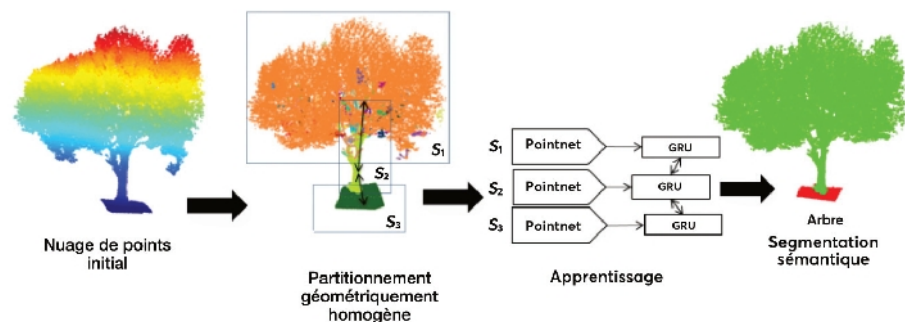 Nuage de points
initial
S1
S2
S3
Partitionnement
géométriquement
homogène
S1
Pointnet
GRU
S2
Pointnet
GRU
S3
Pointnet
GRU
Apprentissage
Arbre
Segmentation
sémantique